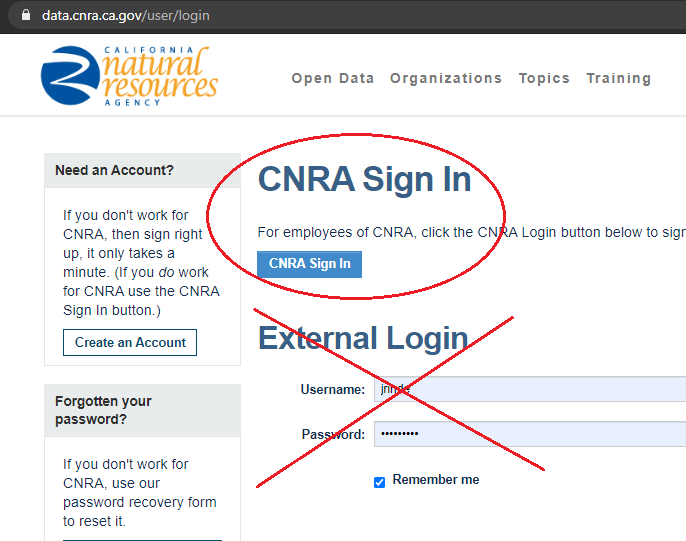 data.cnra.ca.gov/user/login
CALIFORNIA
natural
resources
AGENCY
Open Data Organizations Topics Training
Need an Account?
If you don't work for
CNRA, then sign right
up, it only takes a
minute. (If you do work
for CNRA use the CNRA
Sign In button.)
Create an Account
Forgotten your
password?
If you don't work for
CNRA, use our
password recovery form
to reset it.
CNRA Sign In
For employees of CNRA, click the CNRA Login button below to sign
CNRA Sign In
External Login
Username:
Password: •••••••••
Remember me